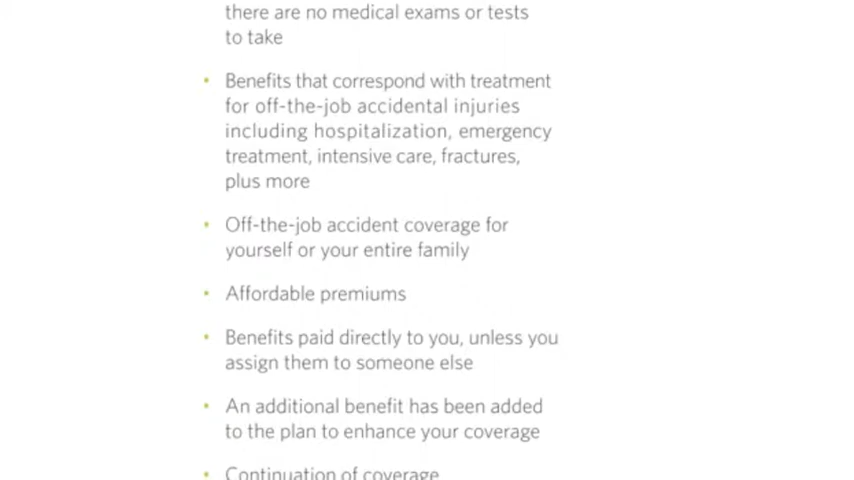 there are no medical exams or tests
to take
• Benefits that correspond with treatment
for off-the-job accidental injuries
including hospitalization, emergency
treatment, intensive care, fractures,
plus more
• Off-the-job accident coverage for
yourself or your entire family
• Affordable premiums
• Benefits paid directly to you, unless you
assign them to someone else
• An additional benefit has been added
to the plan to enhance your coverage
• Continuation of coverage